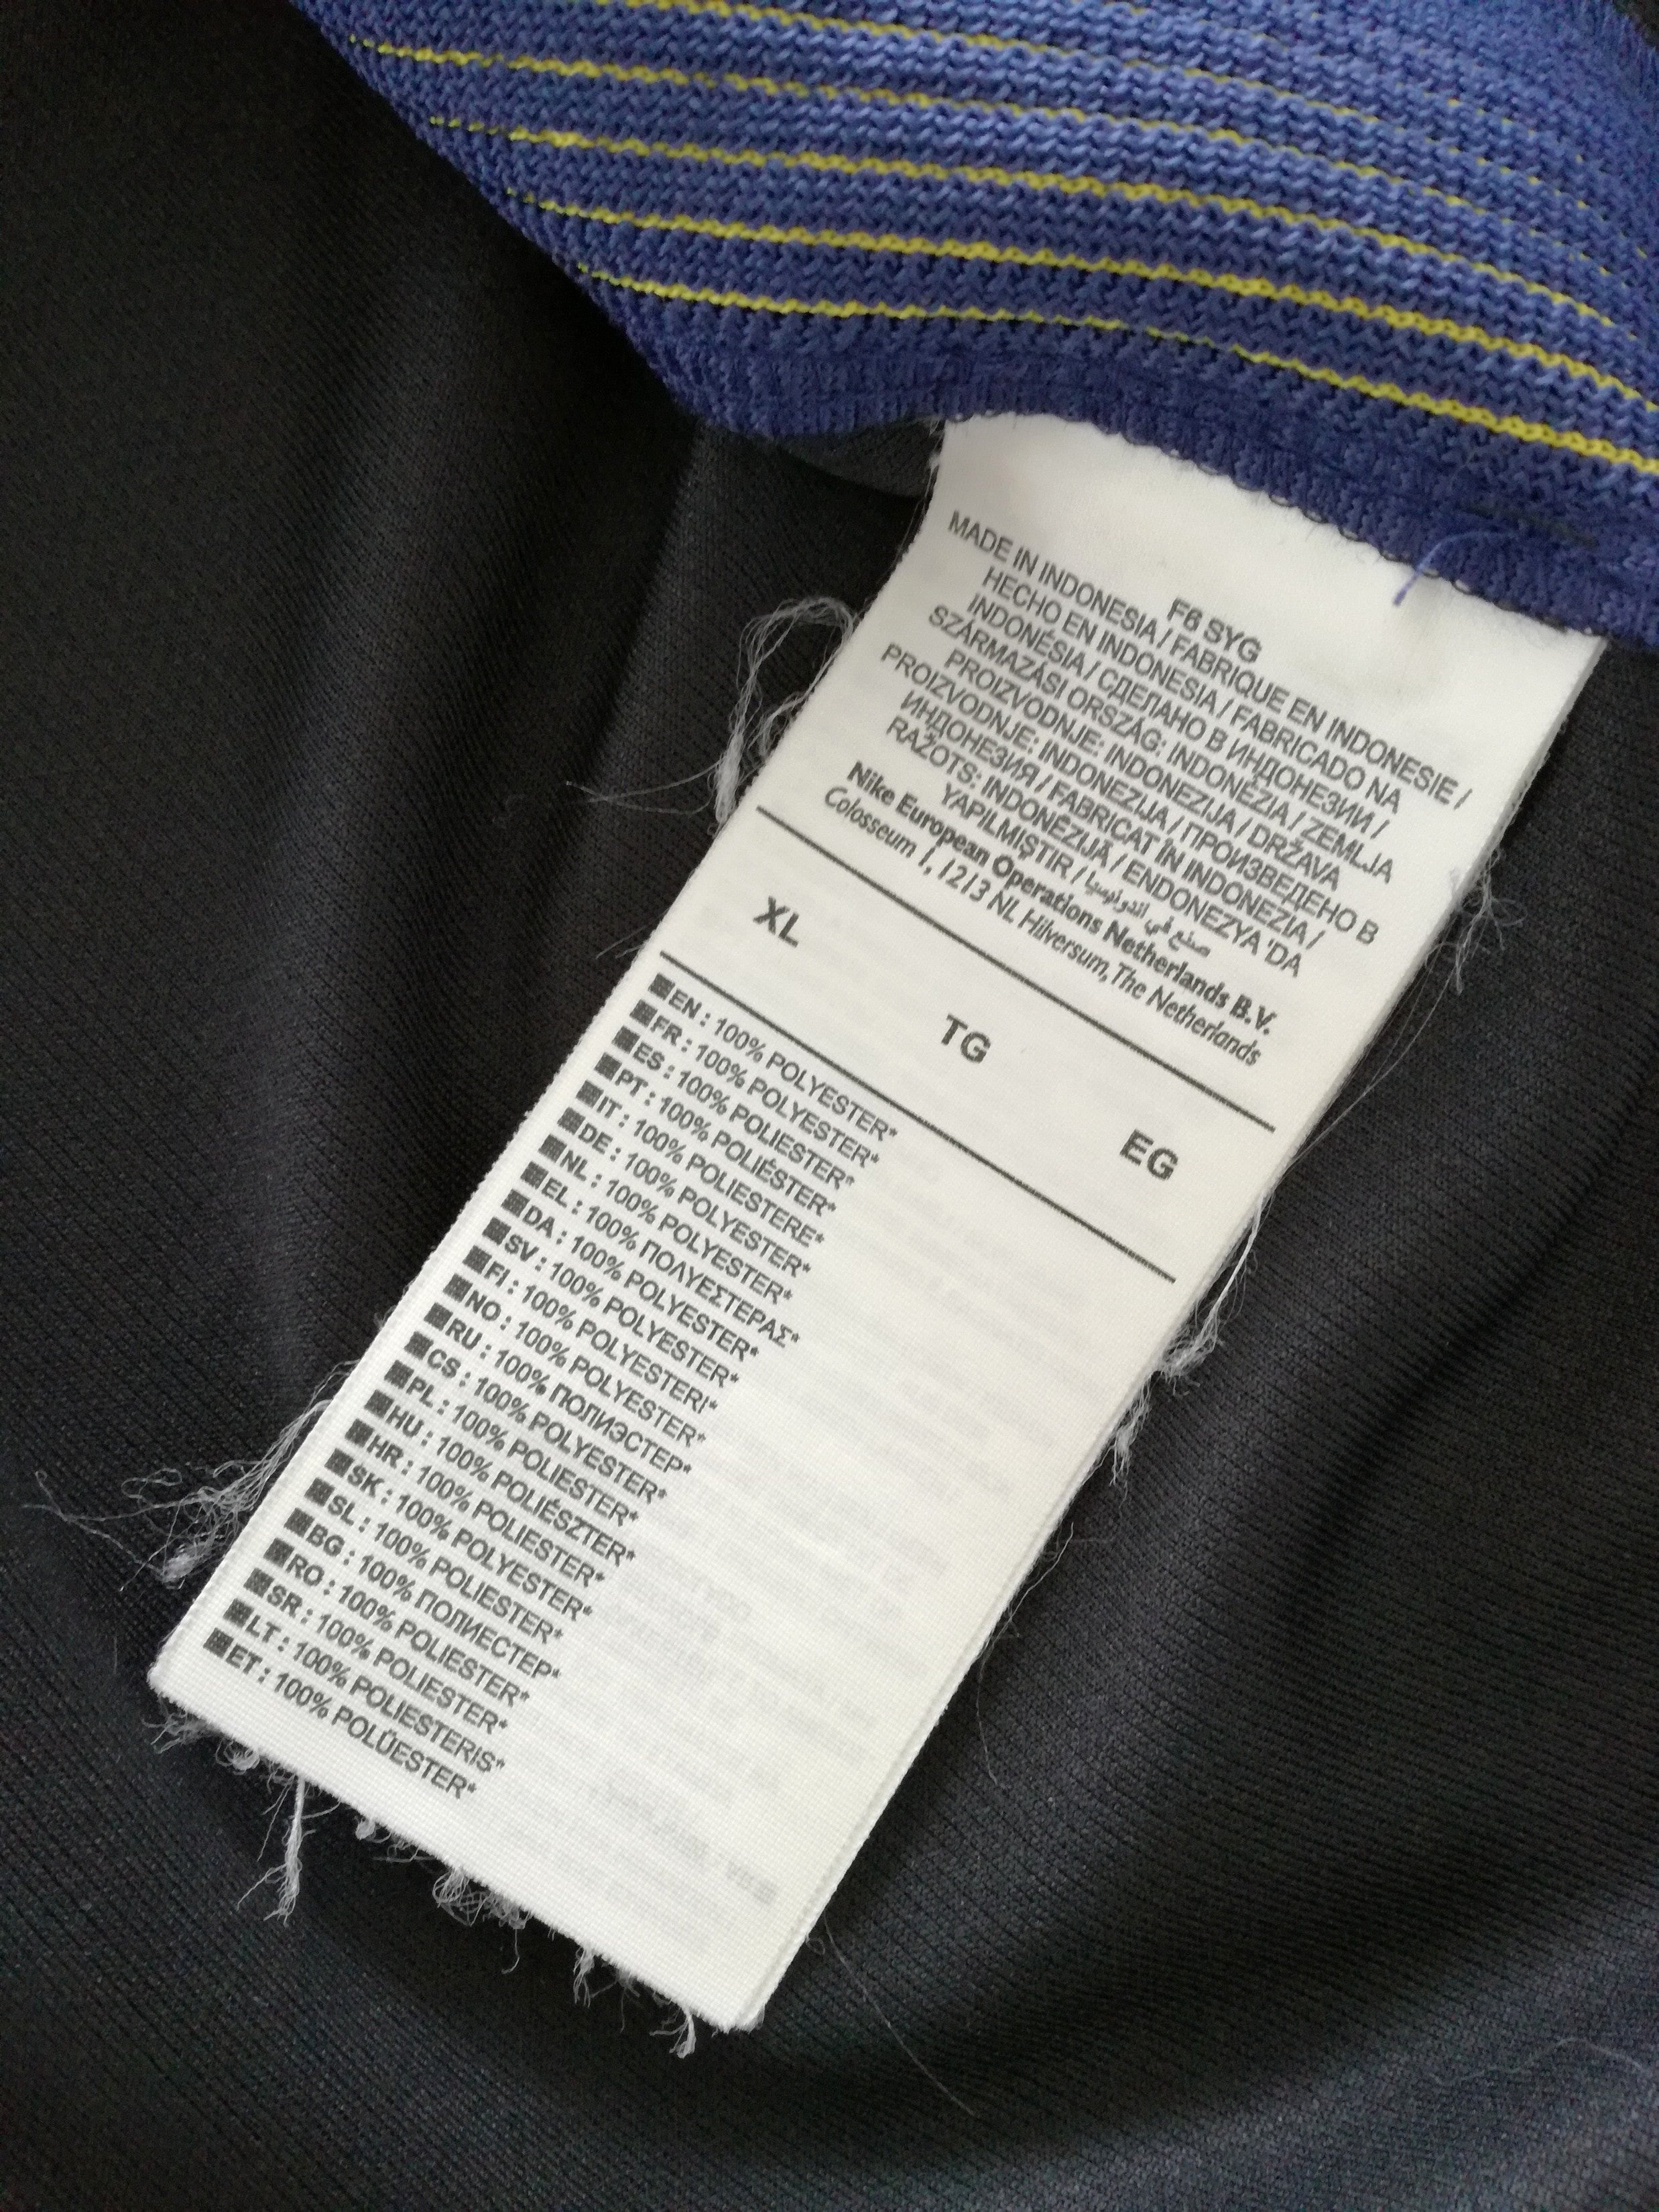 F6 SYG
MADE IN INDONESIA / FABRIQUE EN INDONESIE /
HECHO EN INDONESIA / FABRICADO NA
INDONÉSIA / СДЕЛАНО В ИНДОНЕЗИИ /
SZÁRMAZÁSI ORSZÁG: INDONÉZIA / ZEMLJA
PROIZVODNJE: INDONEZIJA / DRŽAVA
PROIZVODNJE: INDONEZIJA / ПРОИЗВЕДЕНО В
ИНДОНЕЗИЯ / FABRICAT ÎN INDONEZIA /
RAŽOTS: INDONĒZIJĀ / ENDONEZYA 'DA
YAPILMIŞTIR / صنع في اندونيسيا
Nike European Operations Netherlands B.V.
Colosseum 1, 1213 NL Hilversum, The Netherlands
XL TG EG
EN : 100% POLYESTER*
FR : 100% POLYESTER*
ES : 100% POLIESTER*
PT : 100% POLIÉSTER*
IT : 100% POLIESTERE*
DE : 100% POLYESTER*
NL : 100% POLYESTER*
EL : 100% ΠΟΛΥΕΣΤΕΡΑΣ*
DA : 100% POLYESTER*
SV : 100% POLYESTER*
FI : 100% POLYESTERI*
NO : 100% POLYESTER*
RU : 100% ПОЛИЭСТЕР*
CS : 100% POLYESTER*
PL : 100% POLIESTER*
HU : 100% POLIÉSZTER*
HR : 100% POLIESTER*
SK : 100% POLYESTER*
SL : 100% POLIESTER*
BG : 100% ПОЛИЕСТЕР*
RO : 100% POLIESTER*
SR : 100% POLIESTER*
LT : 100% POLIESTERIS*
ET : 100% POLÜESTER*